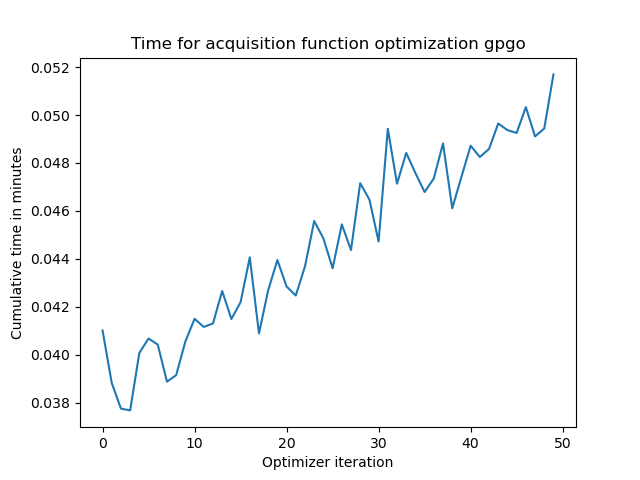 Time for acquisition function optimization gpgo
0.052
0.050
0.048
0.046
0.044
0.042
0.040
0.038
Cumulative time in minutes
0 10 20 30 40 50
Optimizer iteration